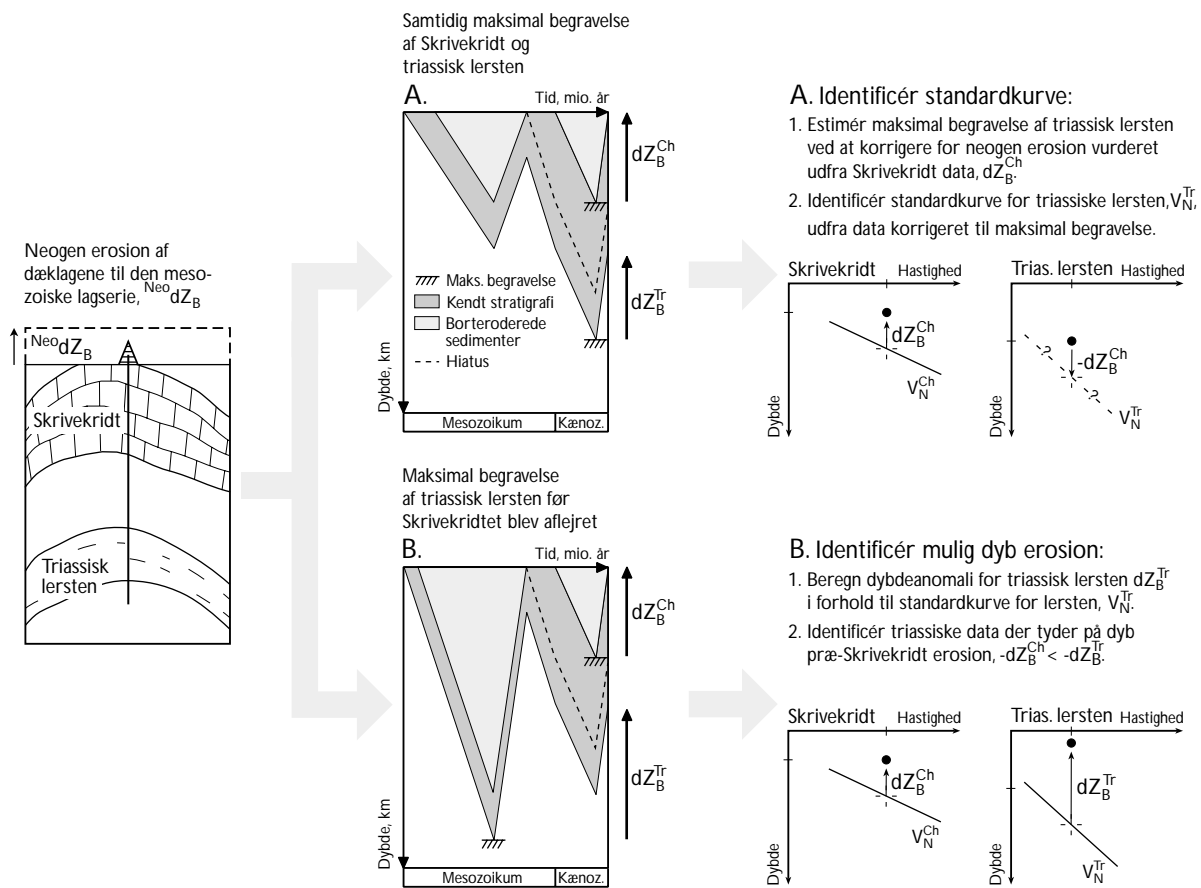 Neogen erosion af
dæklagene til den meso-
zoiske lagserie, ᴺᵉᵒdZ_B
ᴺᵉᵒdZ_B
Skrivekridt
Triassisk
lersten
Samtidig maksimal begravelse
af Skrivekridt og
triassisk lersten
A.
Tid, mio. år
dZ_B^Ch
Maks. begravelse
Kendt stratigrafi
Borteroderede
sedimenter
Hiatus
dZ_B^Tr
Dybde, km
Mesozoikum Kænoz.
A. Identificér standardkurve:
1. Estimér maksimal begravelse af triassisk lersten
ved at korrigere for neogen erosion vurderet
udfra Skrivekridt data, dZ_B^Ch.
2. Identificér standardkurve for triassiske lersten, V_N^Tr,
udfra data korrigeret til maksimal begravelse.
Skrivekridt Hastighed
dZ_B^Ch
V_N^Ch
Dybde
Trias. lersten Hastighed
?
-dZ_B^Ch
?
V_N^Tr
Dybde
Maksimal begravelse
af triassisk lersten før
Skrivekridtet blev aflejret
B.
Tid, mio. år
dZ_B^Ch
dZ_B^Tr
Dybde, km
Mesozoikum Kænoz.
B. Identificér mulig dyb erosion:
1. Beregn dybdeanomali for triassisk lersten dZ_B^Tr
i forhold til standardkurve for lersten, V_N^Tr.
2. Identificér triassiske data der tyder på dyb
præ-Skrivekridt erosion, -dZ_B^Ch < -dZ_B^Tr.
Skrivekridt Hastighed
dZ_B^Ch
V_N^Ch
Dybde
Trias. lersten Hastighed
dZ_B^Tr
V_N^Tr
Dybde